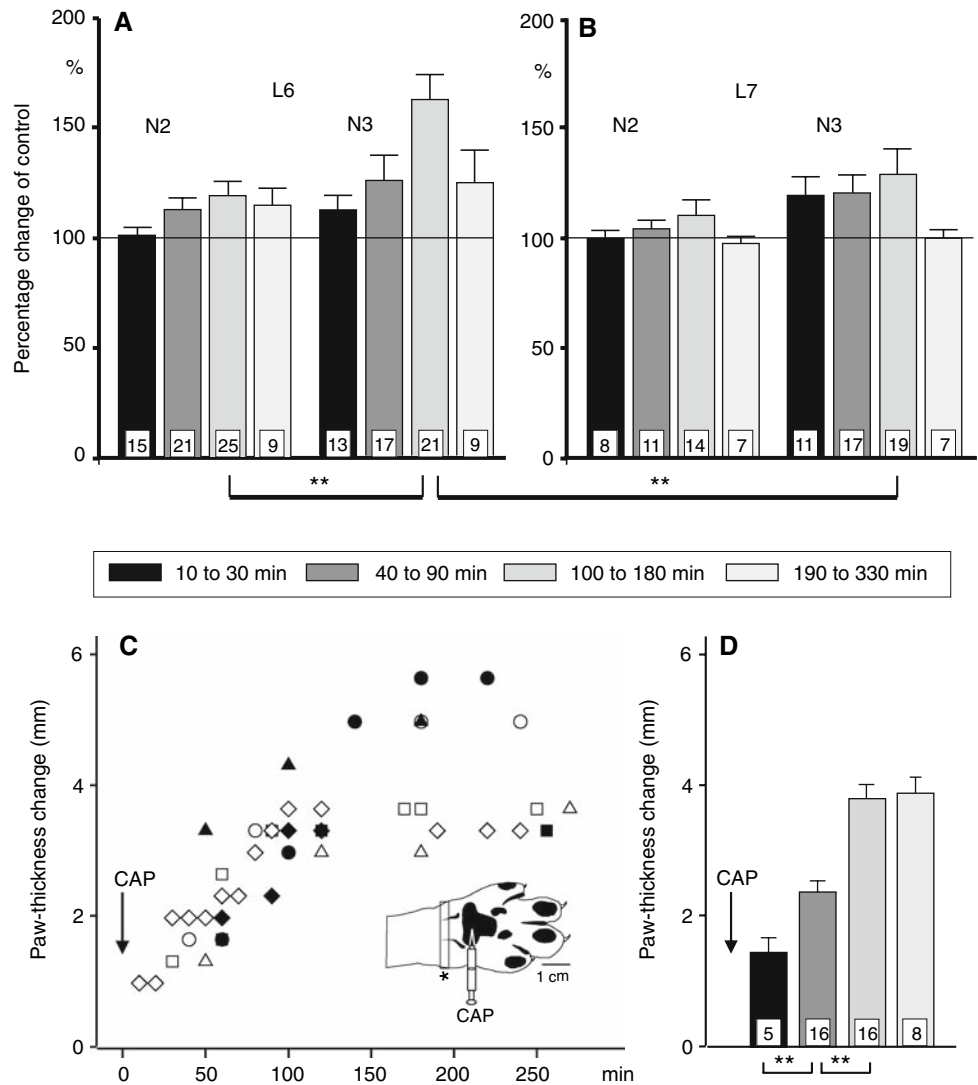 A
B
200
200
%
%
L6
L7
N2
N3
N2
N3
150
150
100
100
50
50
0
0
Percentage change of control
15
21
25
9
13
17
21
9
8
11
14
7
11
17
19
7
**
**
10 to 30 min
40 to 90 min
100 to 180 min
190 to 330 min
C
6
4
2
0
Paw-thickness change (mm)
CAP
*
1 cm
CAP
0
50
100
150
200
250
min
D
6
4
2
0
Paw-thickness change (mm)
CAP
5
16
16
8
**
**